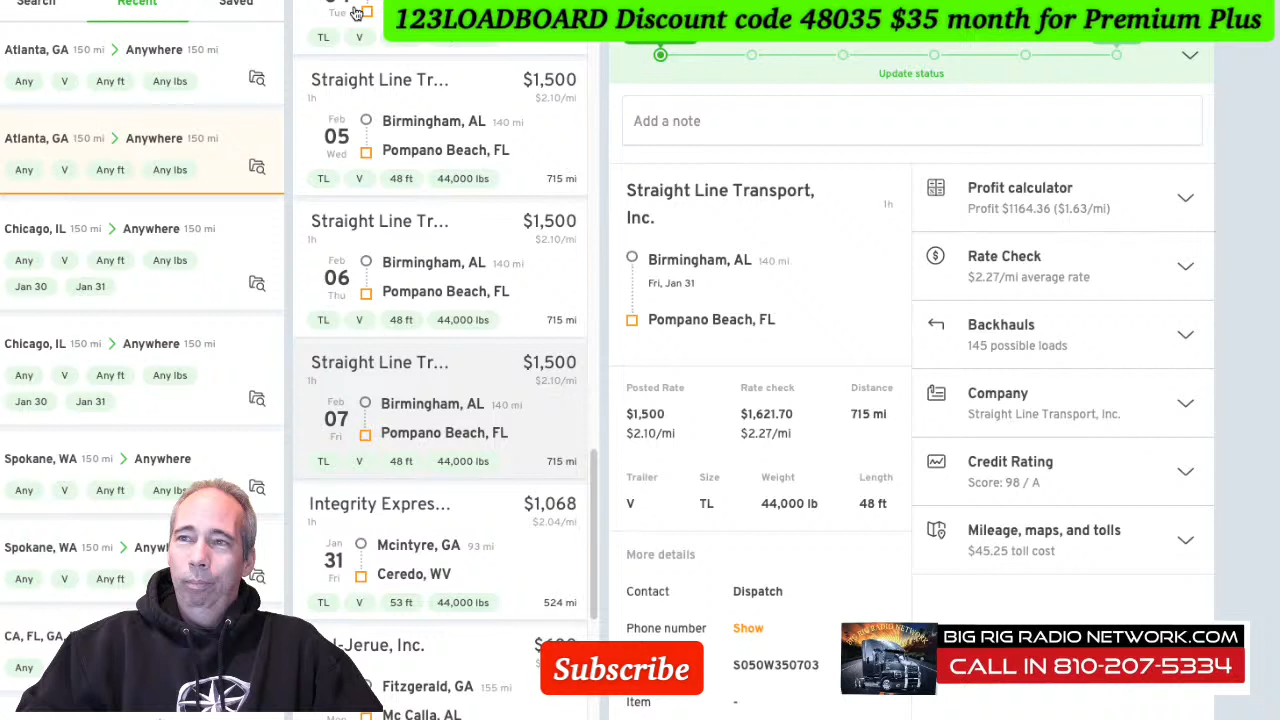 Search
Recent
Saved
Atlanta, GA 150 mi > Anywhere 150 mi
Any V Any ft Any lbs
Atlanta, GA 150 mi > Anywhere 150 mi
Any V Any ft Any lbs
Chicago, IL 150 mi > Anywhere 150 mi
Any V Any ft Any lbs
Jan 30 Jan 31
Chicago, IL 150 mi > Anywhere 150 mi
Any V Any ft Any lbs
Jan 30 Jan 31
Spokane, WA 150 mi > Anywhere
Any V Any ft Any lbs
Spokane, WA 150 mi >
Any V
CA, FL, GA,
Any
Tue
TL V
Straight Line Tr... $1,500
1h $2.10/mi
Feb 05 Wed
Birmingham, AL 140 mi
Pompano Beach, FL
TL V 48 ft 44,000 lbs 715 mi
Straight Line Tr... $1,500
1h $2.10/mi
Feb 06 Thu
Birmingham, AL 140 mi
Pompano Beach, FL
TL V 48 ft 44,000 lbs 715 mi
Straight Line Tr... $1,500
1h $2.10/mi
Feb 07 Fri
Birmingham, AL 140 mi
Pompano Beach, FL
TL V 48 ft 44,000 lbs 715 mi
Integrity Expres... $1,068
1h $2.04/mi
Jan 31 Fri
Mcintyre, GA 93 mi
Ceredo, WV
TL V 53 ft 44,000 lbs 524 mi
-Jerue, Inc.
Fitzgerald, GA 155 mi
Mc Calla, AL
123LOADBOARD Discount code 48035 $35 month for Premium Plus
Update status
Add a note
Straight Line Transport, Inc. 1h
Birmingham, AL 140 mi
Fri, Jan 31
Pompano Beach, FL
Posted Rate Rate check Distance
$1,500 $1,621.70 715 mi
$2.10/mi $2.27/mi
Trailer Size Weight Length
V TL 44,000 lb 48 ft
More details
Contact Dispatch
Phone number Show
S050W350703
Item -
Profit calculator
Profit $1164.36 ($1.63/mi)
Rate Check
$2.27/mi average rate
Backhauls
145 possible loads
Company
Straight Line Transport, Inc.
Credit Rating
Score: 98 / A
Mileage, maps, and tolls
$45.25 toll cost
Subscribe
BIG RIG RADIO NETWORK.COM
CALL IN 810-207-5334